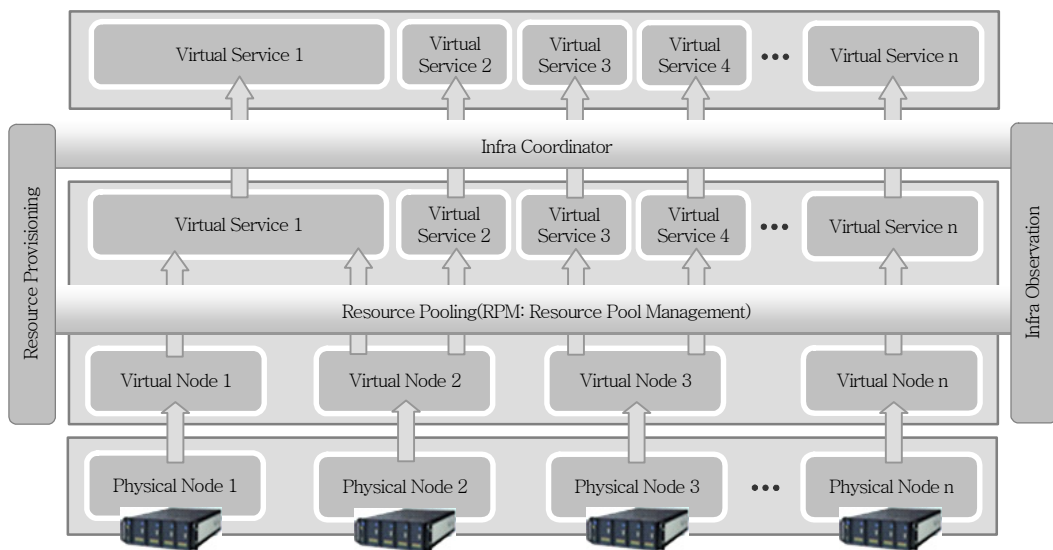 Virtual Service 1
Virtual
Service 2
Virtual
Service 3
Virtual
Service 4
•••
Virtual Service n
Resource Provisioning
Infra Coordinator
Infra Observation
Virtual Service 1
Virtual
Service 2
Virtual
Service 3
Virtual
Service 4
•••
Virtual Service n
Resource Pooling(RPM: Resource Pool Management)
Virtual Node 1
Virtual Node 2
Virtual Node 3
Virtual Node n
Physical Node 1
Physical Node 2
Physical Node 3
•••
Physical Node n